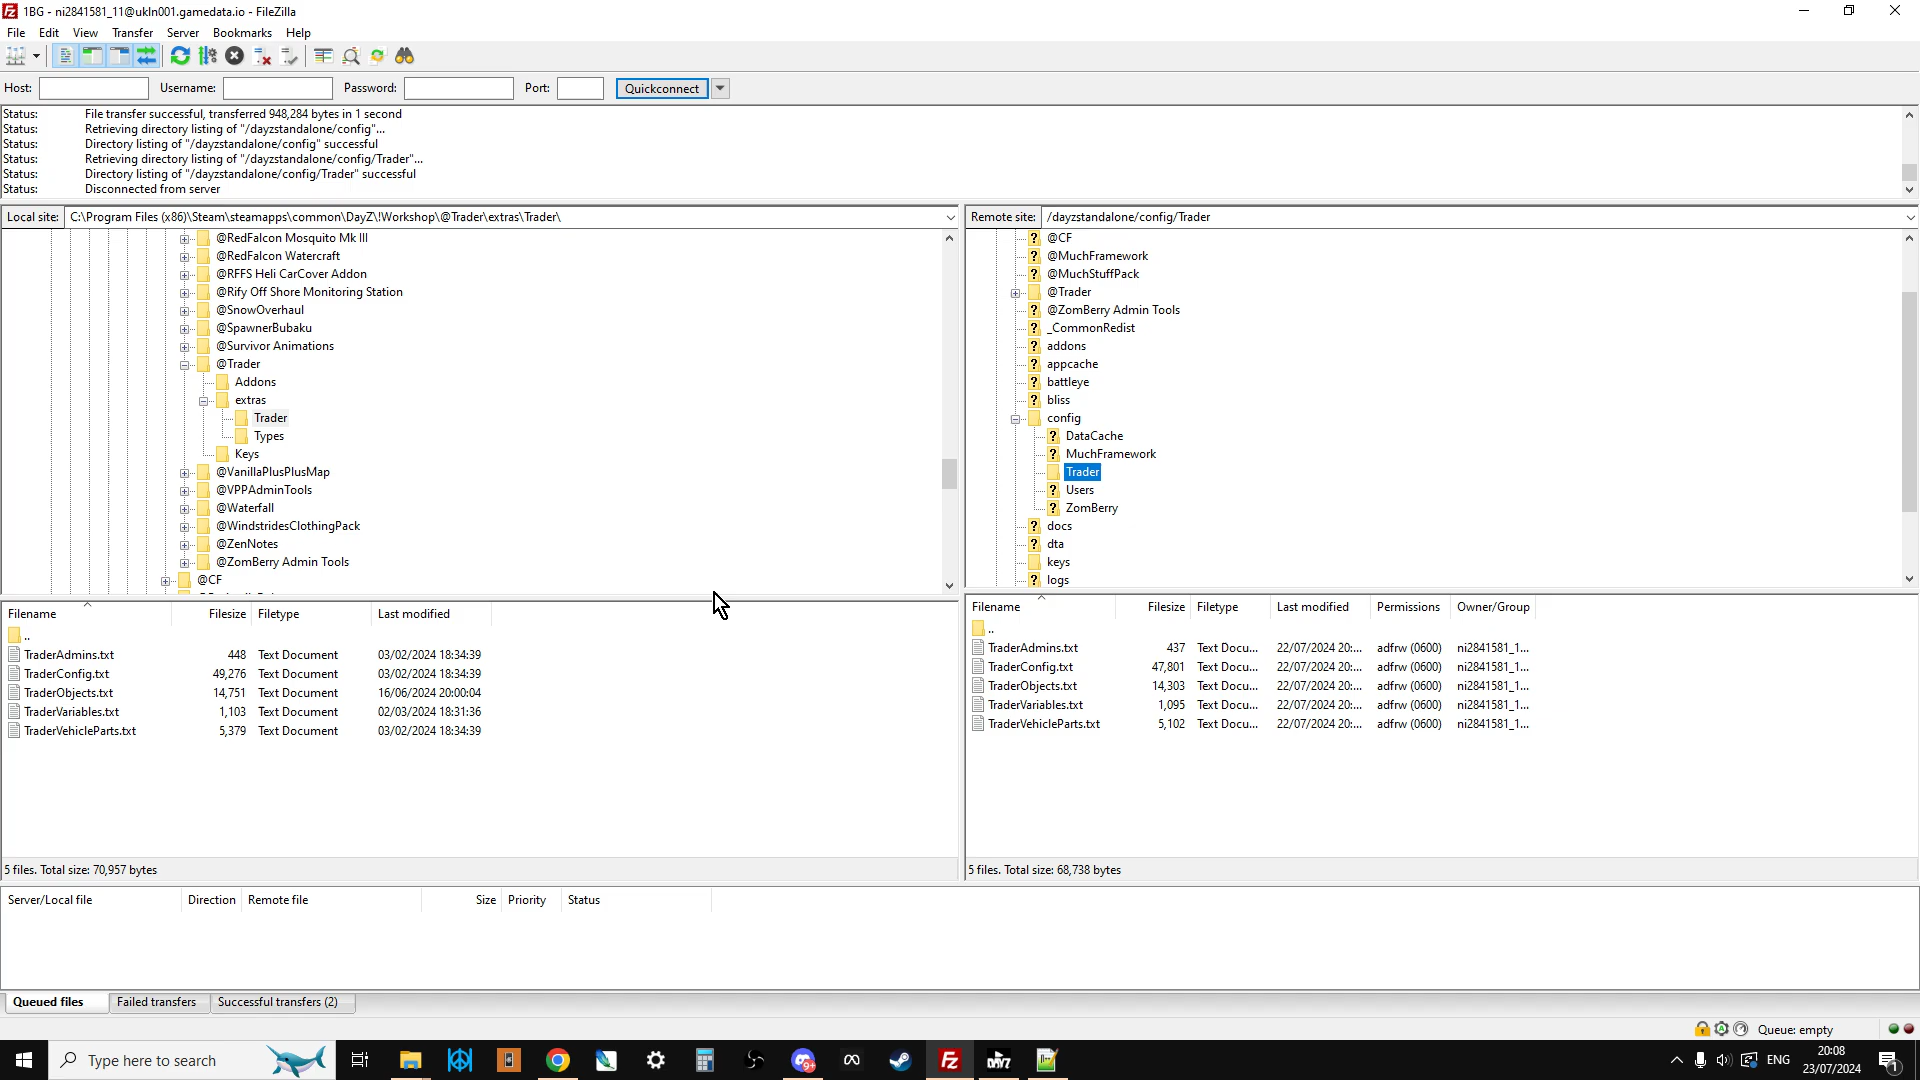 1BG - ni2841581_11@ukln001.gamedata.io - FileZilla
File Edit View Transfer Server Bookmarks Help
Host: Username: Password: Port: Quickconnect
Status: File transfer successful, transferred 948,284 bytes in 1 second
Status: Retrieving directory listing of "/dayzstandalone/config"...
Status: Directory listing of "/dayzstandalone/config" successful
Status: Retrieving directory listing of "/dayzstandalone/config/Trader"...
Status: Directory listing of "/dayzstandalone/config/Trader" successful
Status: Disconnected from server
Local site: C:\Program Files (x86)\Steam\steamapps\common\DayZ\!Workshop\@Trader\extras\Trader\
@RedFalcon Mosquito Mk III
@RedFalcon Watercraft
@RFFS Heli CarCover Addon
@Rify Off Shore Monitoring Station
@SnowOverhaul
@SpawnerBubaku
@Survivor Animations
@Trader
Addons
extras
Trader
Types
Keys
@VanillaPlusPlusMap
@VPPAdminTools
@Waterfall
@WindstridesClothingPack
@ZenNotes
@ZomBerry Admin Tools
@CF
Filename Filesize Filetype Last modified
..
TraderAdmins.txt 448 Text Document 03/02/2024 18:34:39
TraderConfig.txt 49,276 Text Document 03/02/2024 18:34:39
TraderObjects.txt 14,751 Text Document 16/06/2024 20:00:04
TraderVariables.txt 1,103 Text Document 02/03/2024 18:31:36
TraderVehicleParts.txt 5,379 Text Document 03/02/2024 18:34:39
5 files. Total size: 70,957 bytes
Remote site: /dayzstandalone/config/Trader
@CF
@MuchFramework
@MuchStuffPack
@Trader
@ZomBerry Admin Tools
_CommonRedist
addons
appcache
battleye
bliss
config
DataCache
MuchFramework
Trader
Users
ZomBerry
docs
dta
keys
logs
Filename Filesize Filetype Last modified Permissions Owner/Group
..
TraderAdmins.txt 437 Text Docu... 22/07/2024 20:... adfrw (0600) ni2841581_1...
TraderConfig.txt 47,801 Text Docu... 22/07/2024 20:... adfrw (0600) ni2841581_1...
TraderObjects.txt 14,303 Text Docu... 22/07/2024 20:... adfrw (0600) ni2841581_1...
TraderVariables.txt 1,095 Text Docu... 22/07/2024 20:... adfrw (0600) ni2841581_1...
TraderVehicleParts.txt 5,102 Text Docu... 22/07/2024 20:... adfrw (0600) ni2841581_1...
5 files. Total size: 68,738 bytes
Server/Local file Direction Remote file Size Priority Status
Queued files Failed transfers Successful transfers (2)
Queue: empty
Type here to search
9+
Fz
DAYZ
ENG
20:08
23/07/2024
1